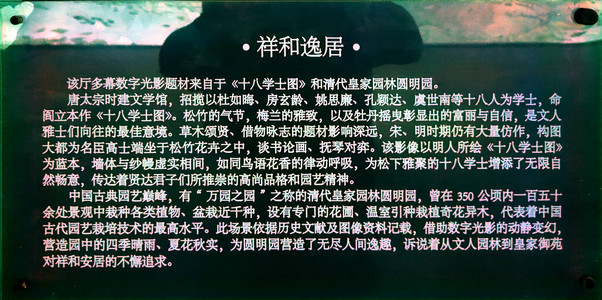 • 祥和逸居 •
该厅多幕数字光影题材来自于《十八学士图》和清代皇家园林圆明园。
唐太宗时建文学馆，招揽以杜如晦、房玄龄、姚思廉、孔颖达、虞世南等十八人为学士，命
阎立本作《十八学士图》。松竹的气节，梅兰的雅致，以及牡丹摇曳彰显出的富丽与自信，是文人
雅士们向往的最佳意境。草木颂贤、借物咏志的题材影响深远，宋、明时期仍有大量仿作，构图
大都为名臣高士端坐于松竹花卉之中，谈书论画、抚琴对弈。该影像以明人所绘《十八学士图》
为蓝本，墙体与纱幔虚实相间，如同鸟语花香的律动呼吸，为松下雅聚的十八学士增添了无限自
然畅意，传达着贤达君子们所推崇的高尚品格和园艺精神。
中国古典园艺巅峰，有“万园之园”之称的清代皇家园林圆明园，曾在 350 公顷内一百五十
余处景观中栽种各类植物、盆栽近千种，设有专门的花圃、温室引种栽植奇花异木，代表着中国
古代园艺栽培技术的最高水平。此场景依据历史文献及图像资料记载，借助数字光影的动静变幻，
营造园中的四季晴雨、夏花秋实，为圆明园营造了无尽人间逸趣，诉说着从文人园林到皇家御苑
对祥和安居的不懈追求。